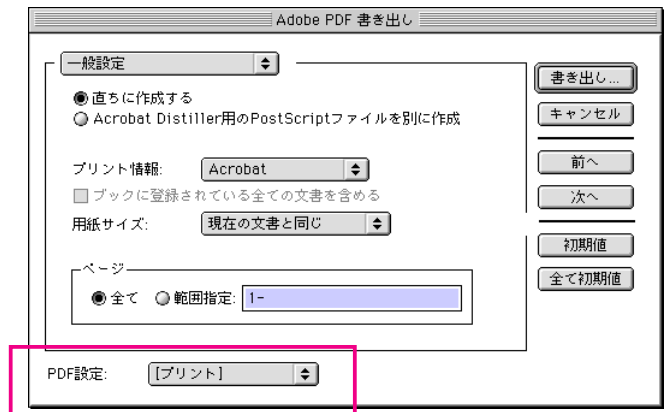 Adobe PDF 書き出し
一般設定
直ちに作成する
Acrobat Distiller用のPostScriptファイルを別に作成
プリント情報: Acrobat
ブックに登録されている全ての文書を含める
用紙サイズ: 現在の文書と同じ
ページ
全て 範囲指定: 1-
PDF設定: [プリント]
書き出し...
キャンセル
前へ
次へ
初期値
全て初期値